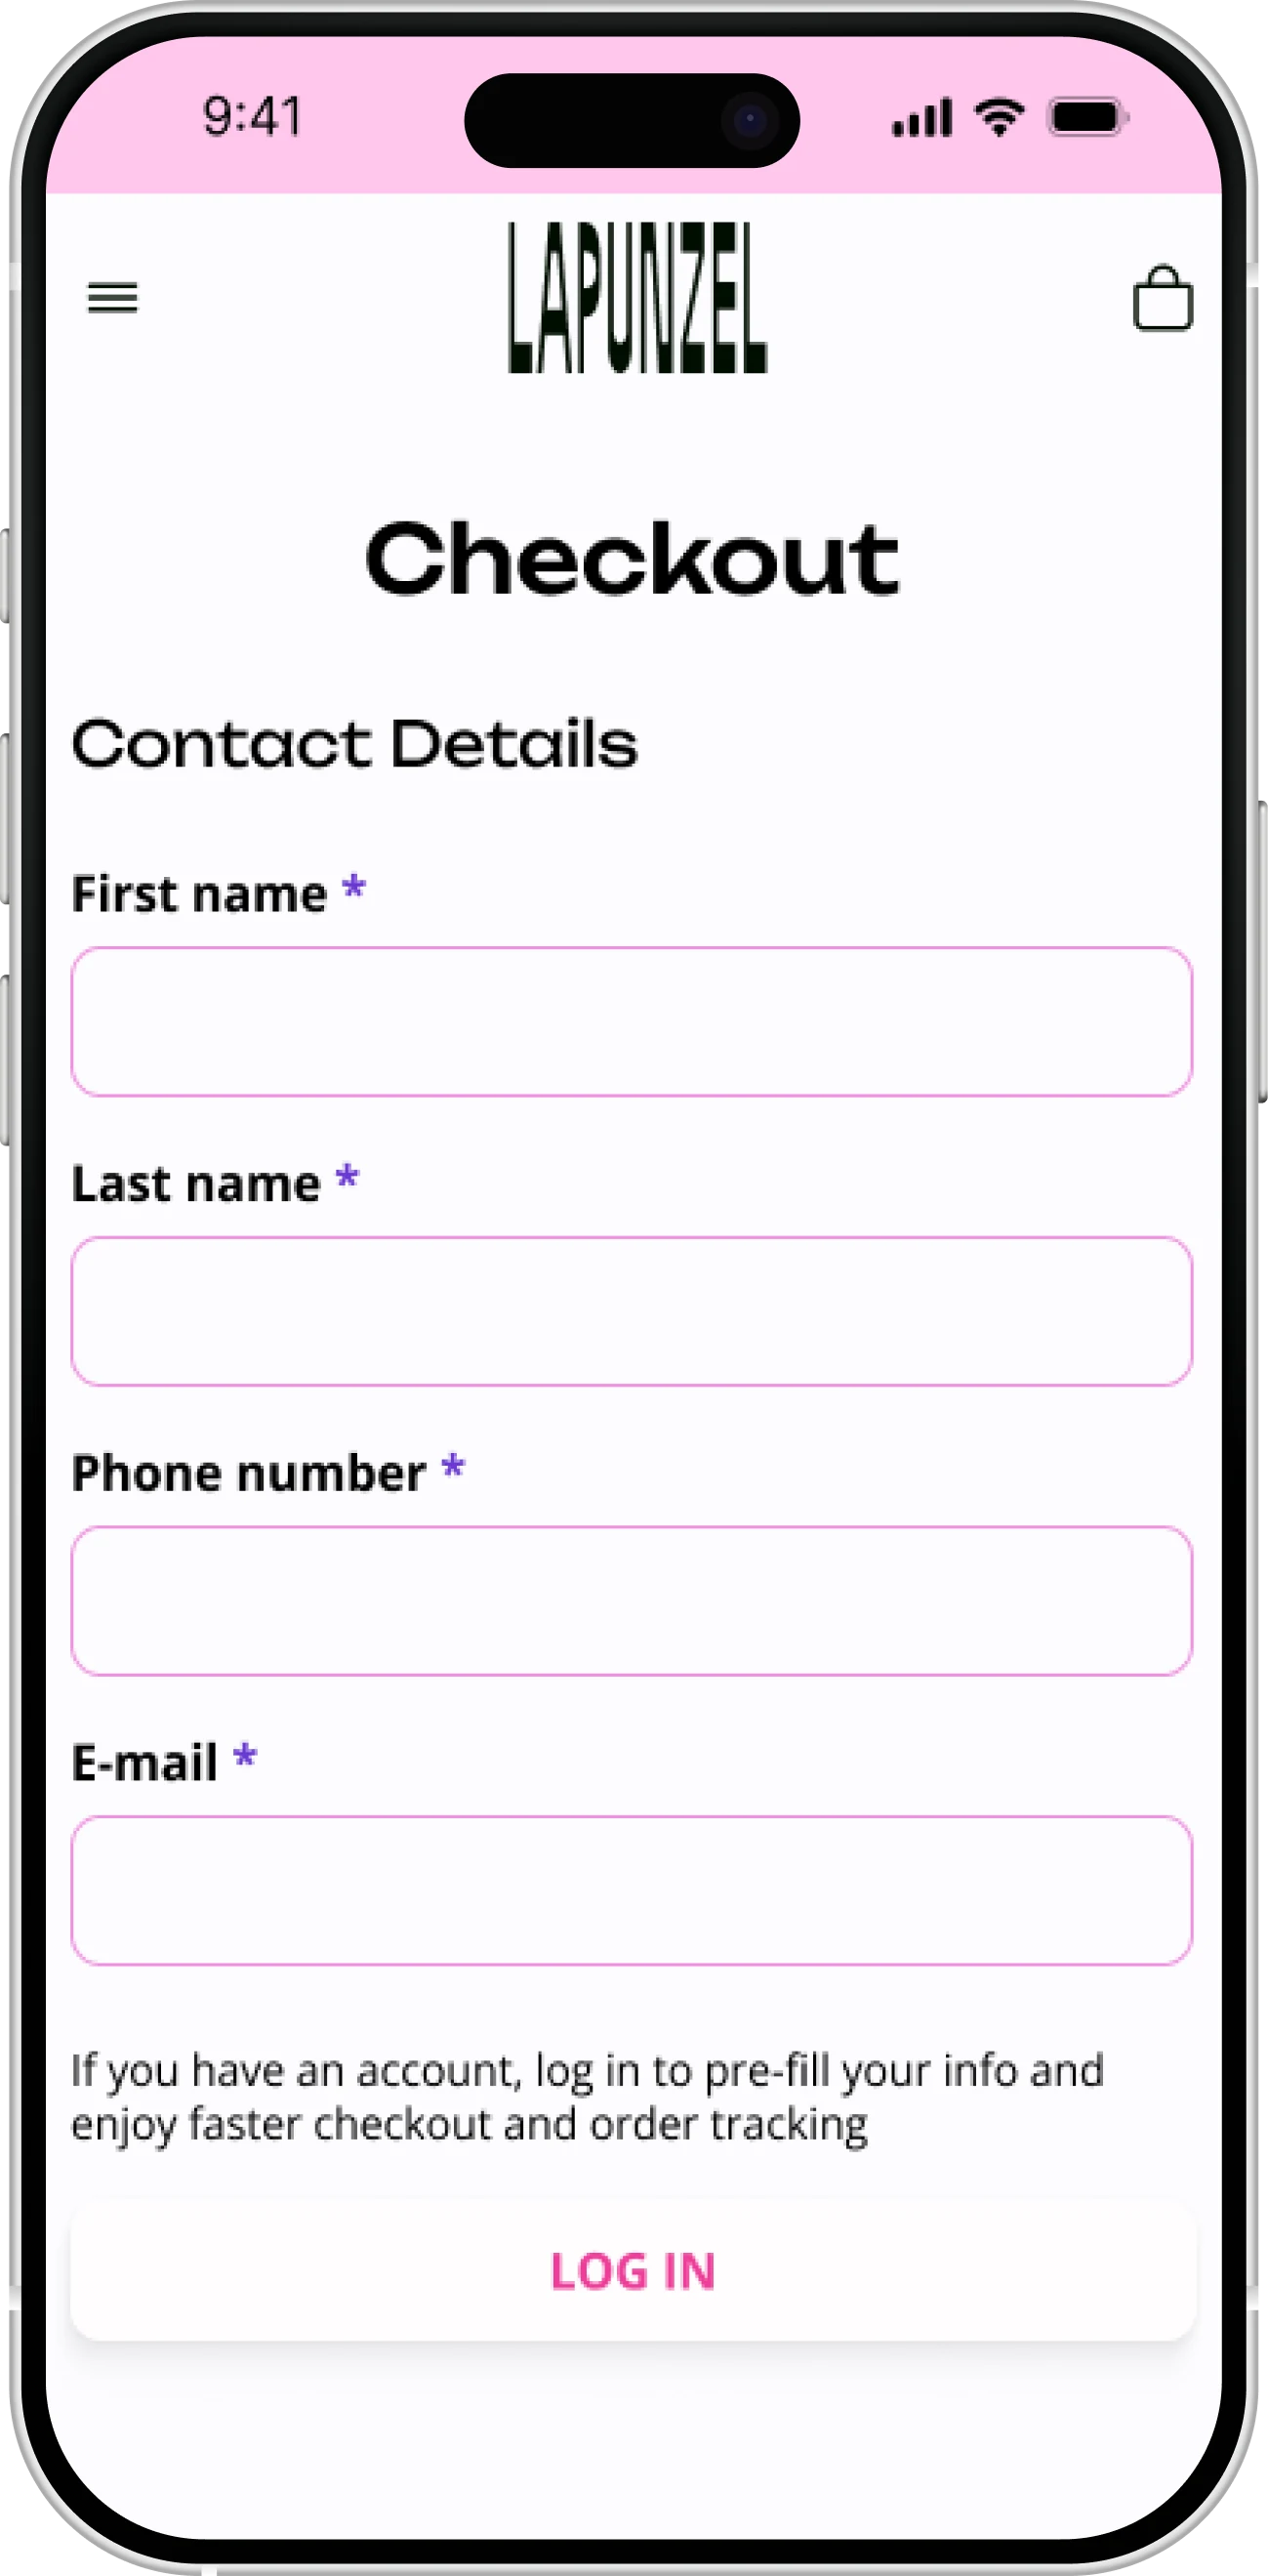 9:41
LAPUNZEL
Checkout
Contact Details
First name *
Last name *
Phone number *
E-mail *
If you have an account, log in to pre-fill your info and
enjoy faster checkout and order tracking
LOG IN